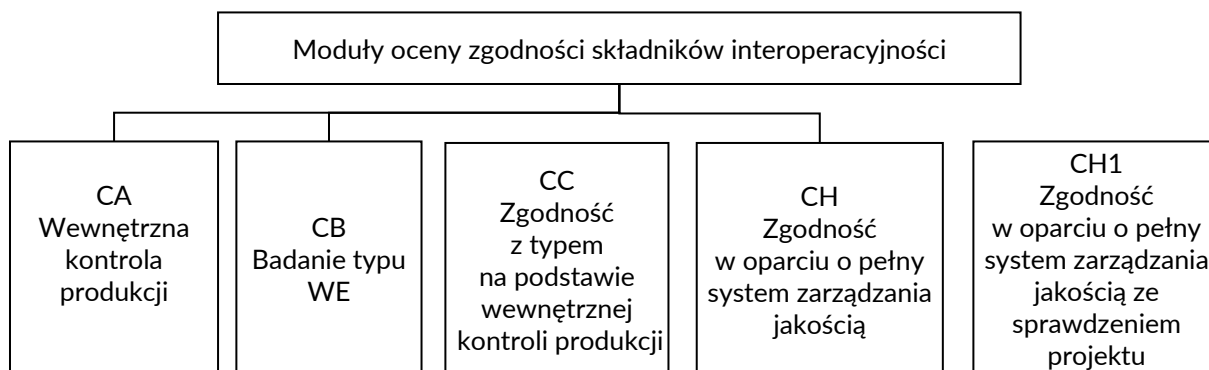 Moduły oceny zgodności składników interoperacyjności
CA
Wewnętrzna
kontrola
produkcji
CB
Badanie typu
WE
CC
Zgodność
z typem
na podstawie
wewnętrznej
kontroli produkcji
CH
Zgodność
w oparciu o pełny
system zarządzania
jakością
CH1
Zgodność
w oparciu o pełny
system zarządzania
jakością ze
sprawdzeniem
projektu